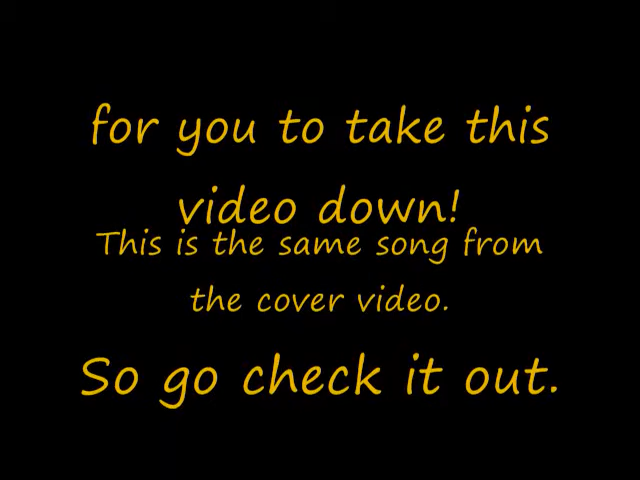 for you to take this
video down!
This is the same song from
the cover video.
So go check it out.